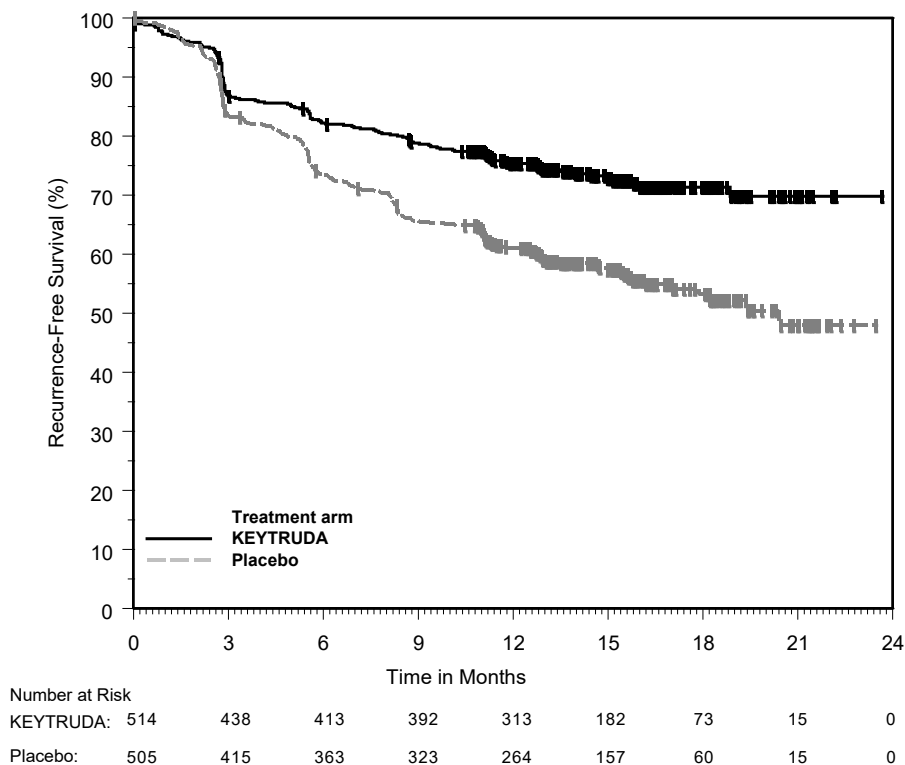 100
90
80
70
60
50
40
30
20
10
0
Recurrence-Free Survival (%)
Treatment arm
KEYTRUDA
Placebo
0 3 6 9 12 15 18 21 24
Time in Months
Number at Risk
KEYTRUDA: 514 438 413 392 313 182 73 15 0
Placebo: 505 415 363 323 264 157 60 15 0